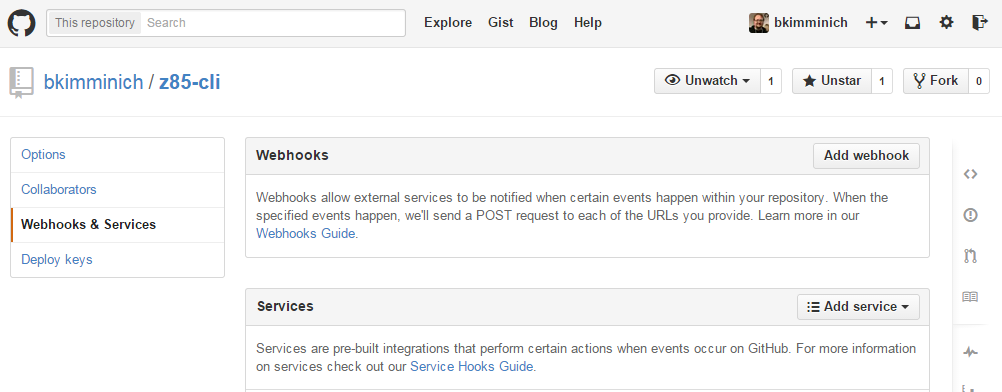 This repository Search Explore Gist Blog Help bkimminich
bkimminich / z85-cli Unwatch 1 Unstar 1 Fork 0
Options
Collaborators
Webhooks & Services
Deploy keys
Webhooks Add webhook
Webhooks allow external services to be notified when certain events happen within your repository. When the
specified events happen, we'll send a POST request to each of the URLs you provide. Learn more in our
Webhooks Guide.
Services Add service
Services are pre-built integrations that perform certain actions when events occur on GitHub. For more information
on services check out our Service Hooks Guide.